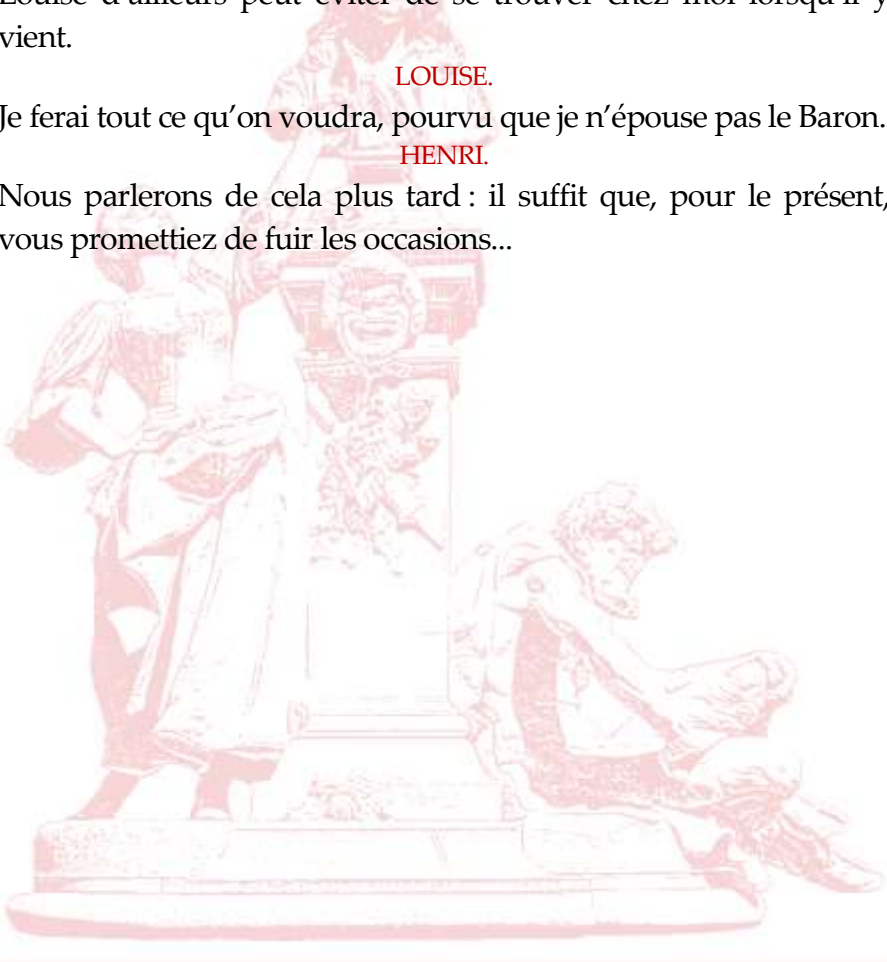 Louise d'ailleurs peut éviter de se trouver chez moi lorsqu'il y
vient.
LOUISE.
Je ferai tout ce qu'on voudra, pourvu que je n'épouse pas le Baron.
HENRI.
Nous parlerons de cela plus tard : il suffit que, pour le présent,
vous promettiez de fuir les occasions...